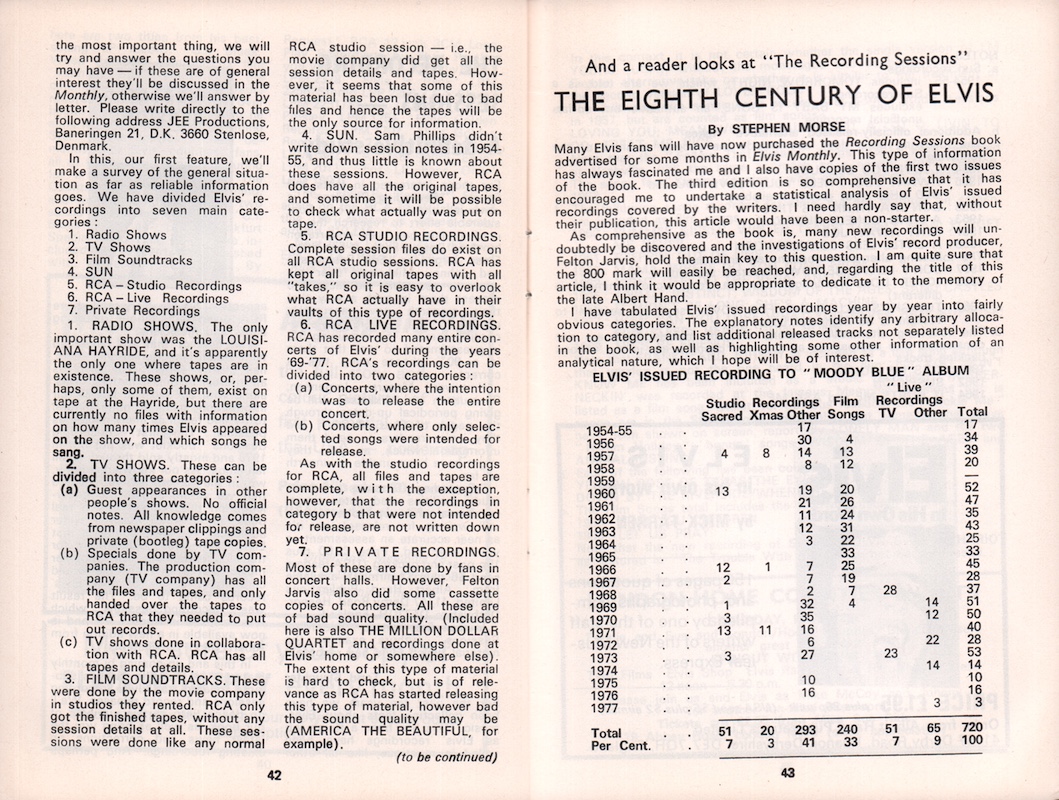 the most important thing, we will
try and answer the questions you
may have — if these are of general
interest they'll be discussed in the
Monthly, otherwise we'll answer by
letter. Please write directly to the
following address JEE Productions,
Baneringen 21, D.K. 3660 Stenlose,
Denmark.
In this, our first feature, we'll
make a survey of the general situa-
tion as far as reliable information
goes. We have divided Elvis' re-
cordings into seven main cate-
gories :
1. Radio Shows
2. TV Shows
3. Film Soundtracks
4. SUN
5. RCA – Studio Recordings
6. RCA – Live Recordings
7. Private Recordings
1. RADIO SHOWS. The only
important show was the LOUISI-
ANA HAYRIDE, and it's apparently
the only one where tapes are in
existence. These shows, or, per-
haps, only some of them, exist on
tape at the Hayride, but there are
currently no files with information
on how many times Elvis appeared
on the show, and which songs he
sang.
2. TV SHOWS. These can be
divided into three categories :
(a) Guest appearances in other
people's shows. No official
notes. All knowledge comes
from newspaper clippings and
private (bootleg) tape copies.
(b) Specials done by TV com-
panies. The production com-
pany (TV company) has all
the files and tapes, and only
handed over the tapes to
RCA that they needed to put
out records.
(c) TV shows done in collabora-
tion with RCA. RCA has all
tapes and details.
3. FILM SOUNDTRACKS. These
were done by the movie company
in studios they rented. RCA only
got the finished tapes, without any
session details at all. These ses-
sions were done like any normal
RCA studio session — i.e., the
movie company did get all the
session details and tapes. How-
ever, it seems that some of this
material has been lost due to bad
files and hence the tapes will be
the only source for information.
4. SUN. Sam Phillips didn't
write down session notes in 1954-
55, and thus little is known about
these sessions. However, RCA
does have all the original tapes,
and sometime it will be possible
to check what actually was put on
tape.
5. RCA STUDIO RECORDINGS.
Complete session files do exist on
all RCA studio sessions. RCA has
kept all original tapes with all
"takes," so it is easy to overlook
what RCA actually have in their
vaults of this type of recordings.
6. RCA LIVE RECORDINGS.
RCA has recorded many entire con-
certs of Elvis' during the years
'69-'77. RCA's recordings can be
divided into two categories :
(a) Concerts, where the intention
was to release the entire
concert.
(b) Concerts, where only selec-
ted songs were intended for
release.
As with the studio recordings
for RCA, all files and tapes are
complete, with the exception,
however, that the recordings in
category b that were not intended
for release, are not written down
yet.
7. PRIVATE RECORDINGS.
Most of these are done by fans in
concert halls. However, Felton
Jarvis also did some cassette
copies of concerts. All these are
of bad sound quality. (Included
here is also THE MILLION DOLLAR
QUARTET and recordings done at
Elvis' home or somewhere else).
The extent of this type of material
is hard to check, but is of rele-
vance as RCA has started releasing
this type of material, however bad
the sound quality may be
(AMERICA THE BEAUTIFUL, for
example).
(to be continued)
42
And a reader looks at "The Recording Sessions"
THE EIGHTH CENTURY OF ELVIS
By STEPHEN MORSE
Many Elvis fans will have now purchased the Recording Sessions book
advertised for some months in Elvis Monthly. This type of information
has always fascinated me and I also have copies of the first two issues
of the book. The third edition is so comprehensive that it has
encouraged me to undertake a statistical analysis of Elvis' issued
recordings covered by the writers. I need hardly say that, without
their publication, this article would have been a non-starter.
As comprehensive as the book is, many new recordings will un-
doubtedly be discovered and the investigations of Elvis' record producer,
Felton Jarvis, hold the main key to this question. I am quite sure that
the 800 mark will easily be reached, and, regarding the title of this
article, I think it would be appropriate to dedicate it to the memory of
the late Albert Hand.
I have tabulated Elvis' issued recordings year by year into fairly
obvious categories. The explanatory notes identify any arbitrary alloca-
tion to category, and list additional released tracks not separately listed
in the book, as well as highlighting some other information of an
analytical nature, which I hope will be of interest.
ELVIS' ISSUED RECORDING TO "MOODY BLUE" ALBUM
"Live"
Studio Recordings Film Recordings
Sacred Xmas Other Songs TV Other Total
1954-55 . . 17 17
1956 . . 30 4 34
1957 . . 4 8 14 13 39
1958 . . 8 12 20
1959 . . —
1960 . . 13 19 20 52
1961 . . 21 26 47
1962 . . 11 24 35
1963 . . 12 31 43
1964 . . 3 22 25
1965 . . 33 33
1966 . . 12 1 7 25 45
1967 . . 2 7 19 28
1968 . . 2 7 28 37
1969 . . 1 32 4 14 51
1970 . . 3 35 12 50
1971 . . 13 11 16 40
1972 . . 6 22 28
1973 . . 3 27 23 53
1974 . . 14 14
1975 . . 10 10
1976 . . 16 16
1977 . . 3 3
Total . . 51 20 293 240 51 65 720
Per Cent. 7 3 41 33 7 9 100
43